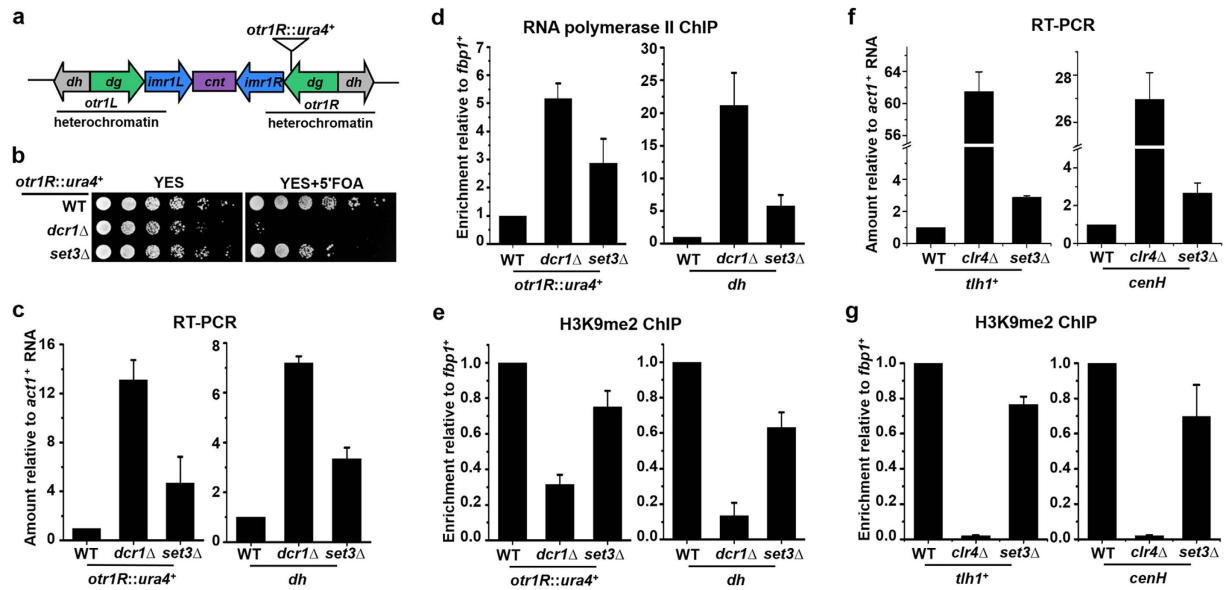 a
otr1R::ura4⁺
dh dg imr1L cnt imr1R dg dh
otr1L otr1R
heterochromatin heterochromatin
b
otr1R::ura4⁺ YES YES+5'FOA
WT
dcr1Δ
set3Δ
c
RT-PCR
Amount relative to act1⁺ RNA
16
12
8
4
0
WT dcr1Δ set3Δ
otr1R::ura4⁺
8
6
4
2
0
WT dcr1Δ set3Δ
dh
d
RNA polymerase II ChIP
Enrichment relative to fbp1⁺
7
6
5
4
3
2
1
0
WT dcr1Δ set3Δ
otr1R::ura4⁺
30
25
20
15
10
5
0
WT dcr1Δ set3Δ
dh
e
H3K9me2 ChIP
Enrichment relative to fbp1⁺
1.0
0.8
0.6
0.4
0.2
0.0
WT dcr1Δ set3Δ
otr1R::ura4⁺
1.0
0.8
0.6
0.4
0.2
0.0
WT dcr1Δ set3Δ
dh
f
RT-PCR
Amount relative to act1⁺ RNA
64
60
56
6
4
2
0
WT clr4Δ set3Δ
tlh1⁺
28
26
6
4
2
0
WT clr4Δ set3Δ
cenH
g
H3K9me2 ChIP
Enrichment relative to fbp1⁺
1.0
0.8
0.6
0.4
0.2
0.0
WT clr4Δ set3Δ
tlh1⁺
1.0
0.8
0.6
0.4
0.2
0.0
WT clr4Δ set3Δ
cenH